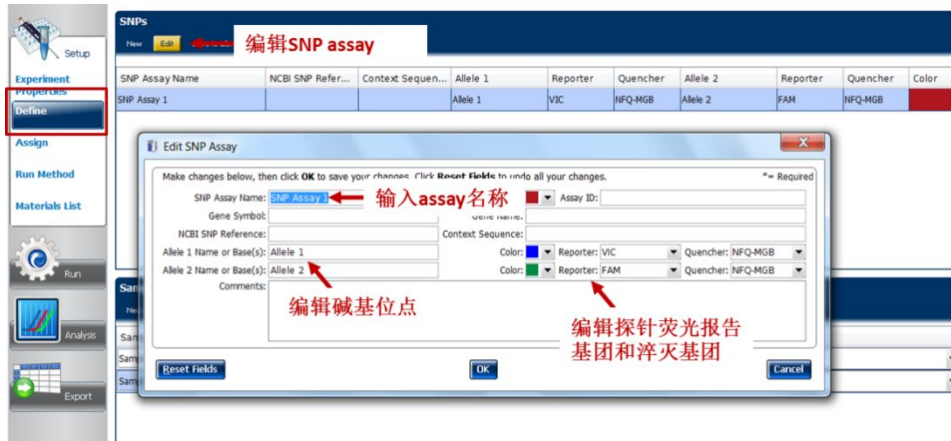 Setup
Experiment
Properties
Define
Assign
Run Method
Materials List
Run
Analysis
Export
SNPs
New Edit
编辑SNP assay
SNP Assay Name NCBI SNP Refer... Context Sequen... Allele 1 Reporter Quencher Allele 2 Reporter Quencher Color
SNP Assay 1 Allele 1 VIC NFQ-MGB Allele 2 FAM NFQ-MGB
Edit SNP Assay
Make changes below, then click OK to save your changes. Click Reset Fields to undo all your changes. *= Required
SNP Assay Name: SNP Assay 1 输入assay名称 Assay ID:
Gene Symbol: Gene Name:
NCBI SNP Reference: Context Sequence:
Allele 1 Name or Base(s): Allele 1 Color: Reporter: VIC Quencher: NFQ-MGB
Allele 2 Name or Base(s): Allele 2 Color: Reporter: FAM Quencher: NFQ-MGB
Comments:
编辑碱基位点
编辑探针荧光报告
基团和淬灭基团
Reset Fields OK Cancel